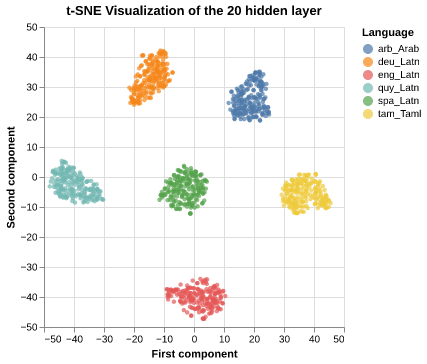 t-SNE Visualization of the 20 hidden layer
Language
arb_Arab
deu_Latn
eng_Latn
quy_Latn
spa_Latn
tam_Taml
Second component
50
40
30
20
10
0
−10
−20
−30
−40
−50
−50 −40 −30 −20 −10 0 10 20 30 40 50
First component